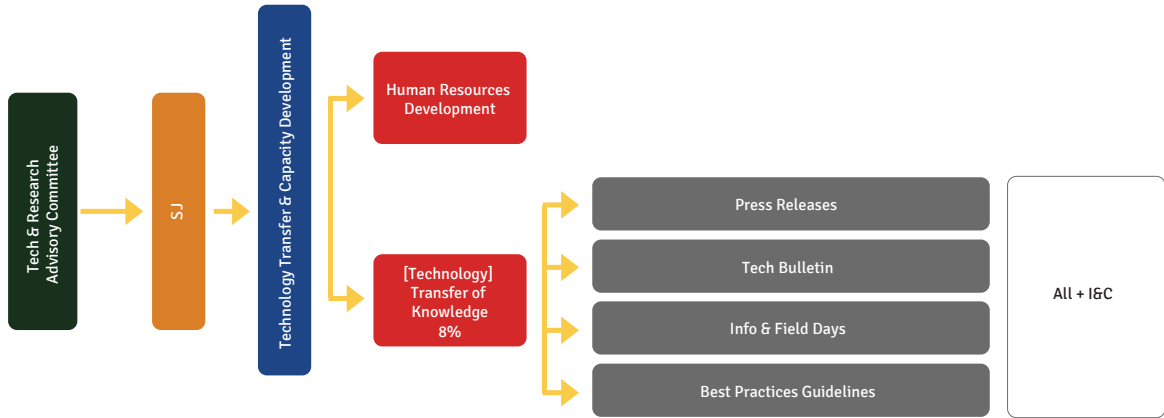 Tech & Research
Advisory Committee
SJ
Technology Transfer & Capacity Development
Human Resources
Development
[Technology]
Transfer of
Knowledge
8%
Press Releases
Tech Bulletin
Info & Field Days
Best Practices Guidelines
All + I&C